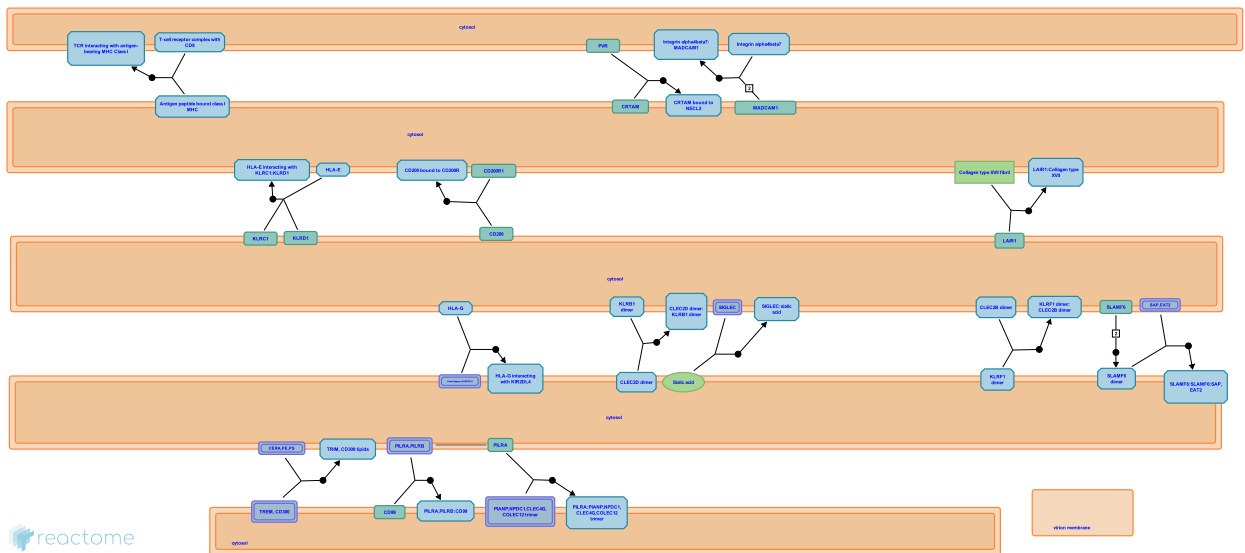 cytosol
TCR interacting with antigen-
bearing MHC Class I
T-cell receptor complex with
CD8
Antigen peptide bound class I
MHC
PVR
CRTAM
CRTAM bound to
NECL2
Integrin alpha4beta7:
MADCAM1
Integrin alpha4beta7
2
MADCAM1
cytosol
HLA-E interacting with
KLRC1:KLRD1
HLA-E
KLRC1
KLRD1
CD200 bound to CD200R
CD200R1
CD200
Collagen type XVII fibril
LAIR1:Collagen type
XVII
LAIR1
cytosol
HLA-G
HLA-G interacting
with KIR2DL4
KLRB1
dimer
CLEC2D dimer:
KLRB1 dimer
CLEC2D dimer
SIGLEC
SIGLEC:sialic
acid
Sialic acid
CLEC2B dimer
KLRF1 dimer:
CLEC2B dimer
KLRF1
dimer
SLAMF6
2
SLAMF6
dimer
SAP,EAT2
SLAMF6:SLAMF6:SAP,
EAT2
cytosol
CERA,PE,PS
TRIM, CD300:lipids
TREM, CD300
PILRA,PILRB
CD99
PILRA,PILRB:CD99
PILRA
PIANP,NPDC1,CLEC4G,
COLEC12 trimer
PILRA:PIANP,NPDC1,
CLEC4G,COLEC12
trimer
cytosol
virion membrane
reactome